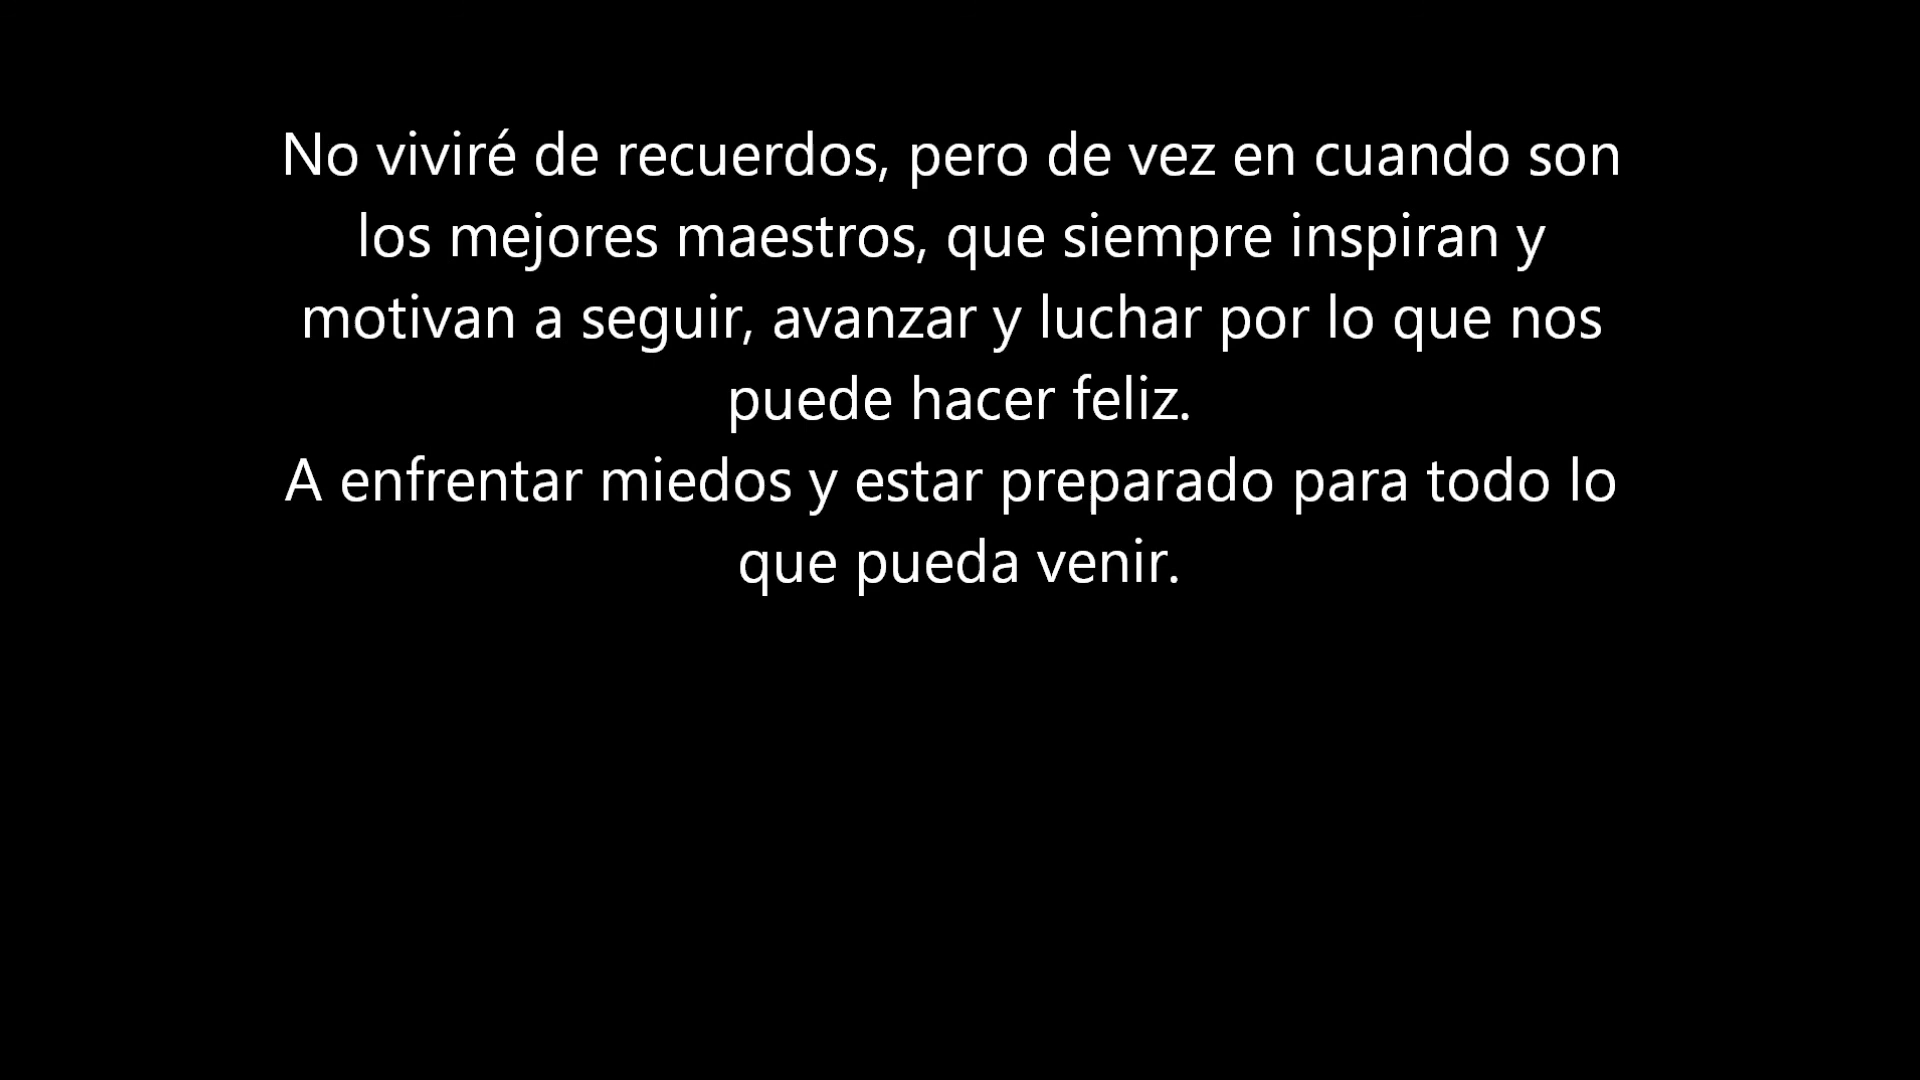 No viviré de recuerdos, pero de vez en cuando son
los mejores maestros, que siempre inspiran y
motivan a seguir, avanzar y luchar por lo que nos
puede hacer feliz.
A enfrentar miedos y estar preparado para todo lo
que pueda venir.